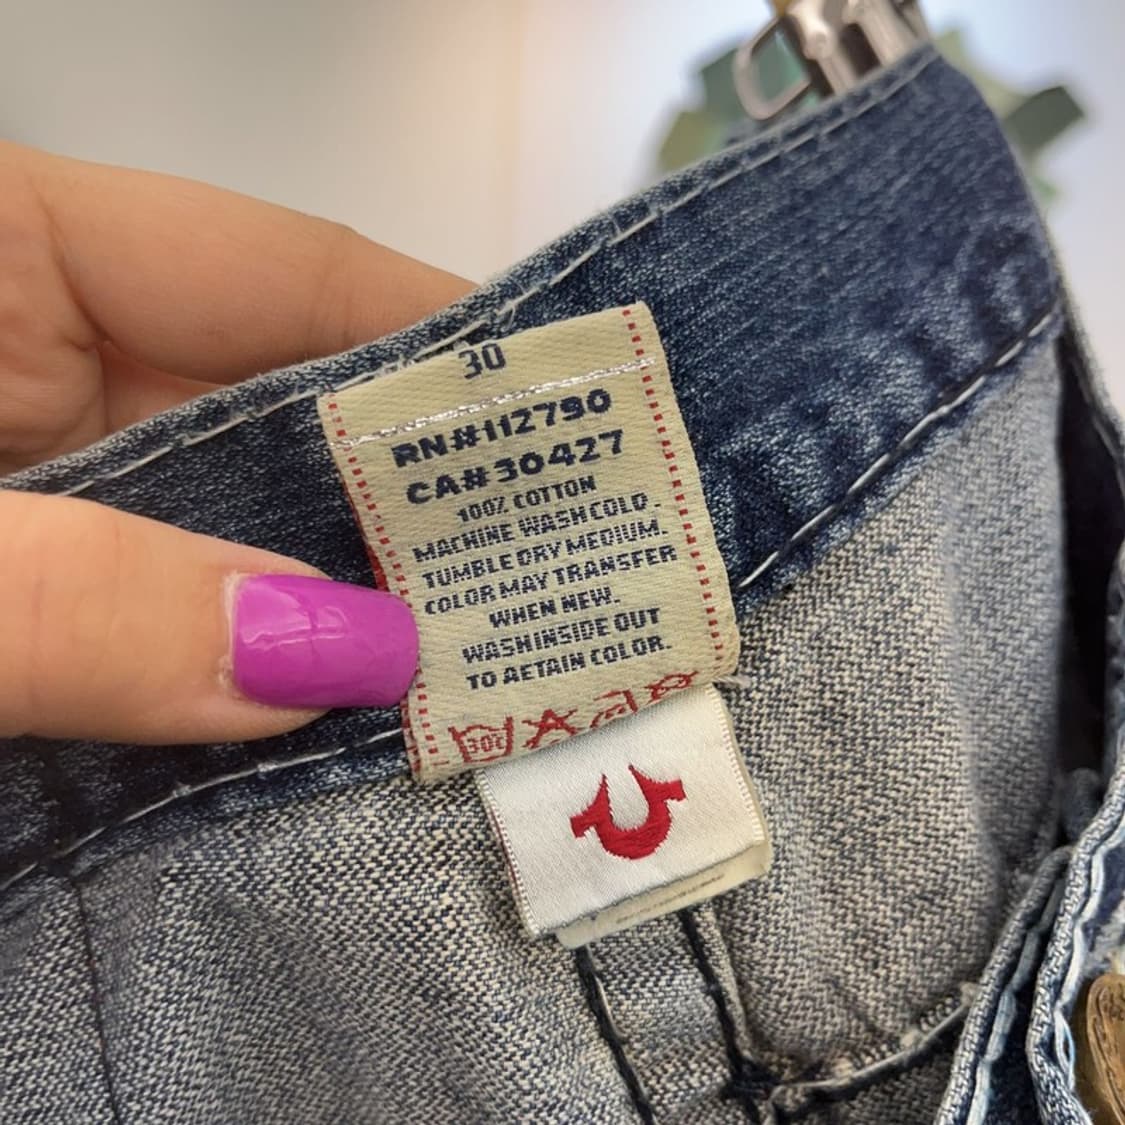 30
RN#112790
CA#30427
100% COTTON
MACHINE WASH COLD.
TUMBLE DRY MEDIUM.
COLOR MAY TRANSFER
WHEN NEW.
WASH INSIDE OUT
TO AETAIN COLOR.
30c